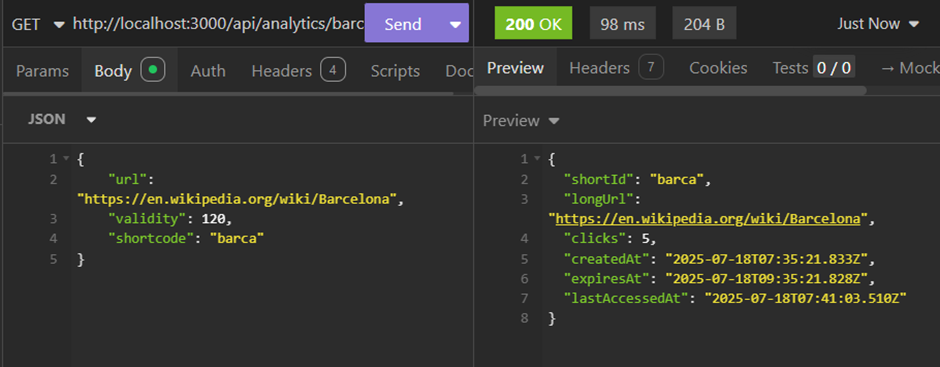 GET http://localhost:3000/api/analytics/barc Send
Params Body Auth Headers 4 Scripts Doc
JSON
1 {
2 "url":
"https://en.wikipedia.org/wiki/Barcelona",
3 "validity": 120,
4 "shortcode": "barca"
5 }
200 OK 98 ms 204 B Just Now
Preview Headers 7 Cookies Tests 0 / 0 → Mock
Preview
1 {
2 "shortId": "barca",
3 "longUrl":
"https://en.wikipedia.org/wiki/Barcelona",
4 "clicks": 5,
5 "createdAt": "2025-07-18T07:35:21.833Z",
6 "expiresAt": "2025-07-18T09:35:21.828Z",
7 "lastAccessedAt": "2025-07-18T07:41:03.510Z"
8 }